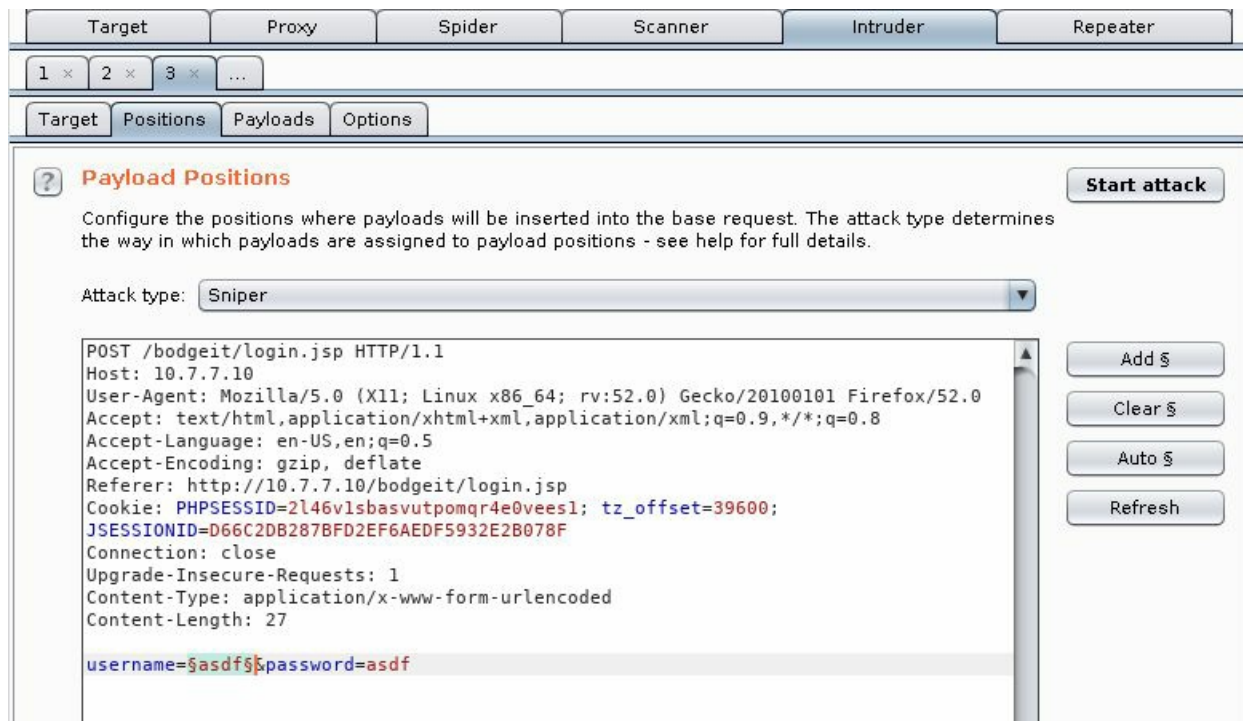 Target Proxy Spider Scanner Intruder Repeater
1 × 2 × 3 × ...
Target Positions Payloads Options
? Payload Positions
Start attack
Configure the positions where payloads will be inserted into the base request. The attack type determines
the way in which payloads are assigned to payload positions - see help for full details.
Attack type: Sniper
POST /bodgeit/login.jsp HTTP/1.1
Host: 10.7.7.10
User-Agent: Mozilla/5.0 (X11; Linux x86_64; rv:52.0) Gecko/20100101 Firefox/52.0
Accept: text/html,application/xhtml+xml,application/xml;q=0.9,*/*;q=0.8
Accept-Language: en-US,en;q=0.5
Accept-Encoding: gzip, deflate
Referer: http://10.7.7.10/bodgeit/login.jsp
Cookie: PHPSESSID=2l46v1sbasvutpomqr4e0vees1; tz_offset=39600;
JSESSIONID=D66C2DB287BFD2EF6AEDF5932E2B078F
Connection: close
Upgrade-Insecure-Requests: 1
Content-Type: application/x-www-form-urlencoded
Content-Length: 27
username=§asdf§&password=asdf
Add §
Clear §
Auto §
Refresh